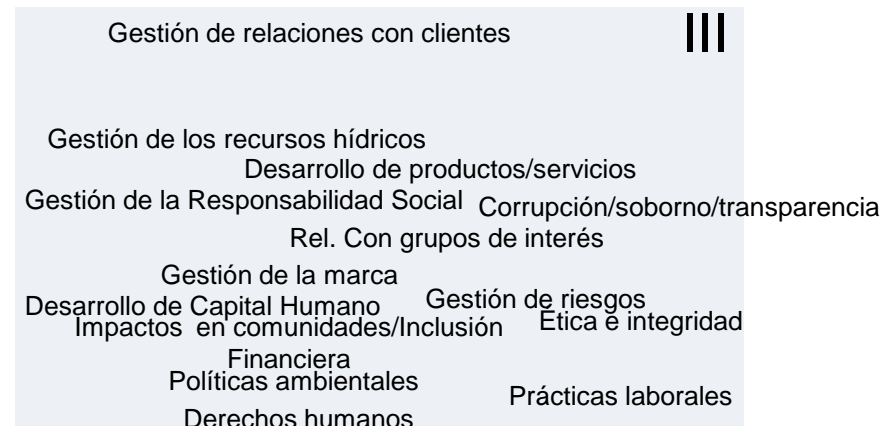 Gestión de relaciones con clientes
III
Gestión de los recursos hídricos
Desarrollo de productos/servicios
Gestión de la Responsabilidad Social
Corrupción/soborno/transparencia
Rel. Con grupos de interés
Gestión de la marca
Gestión de riesgos
Desarrollo de Capital Humano
Ética e integridad
Impactos en comunidades/Inclusión
Financiera
Políticas ambientales
Prácticas laborales
Derechos humanos